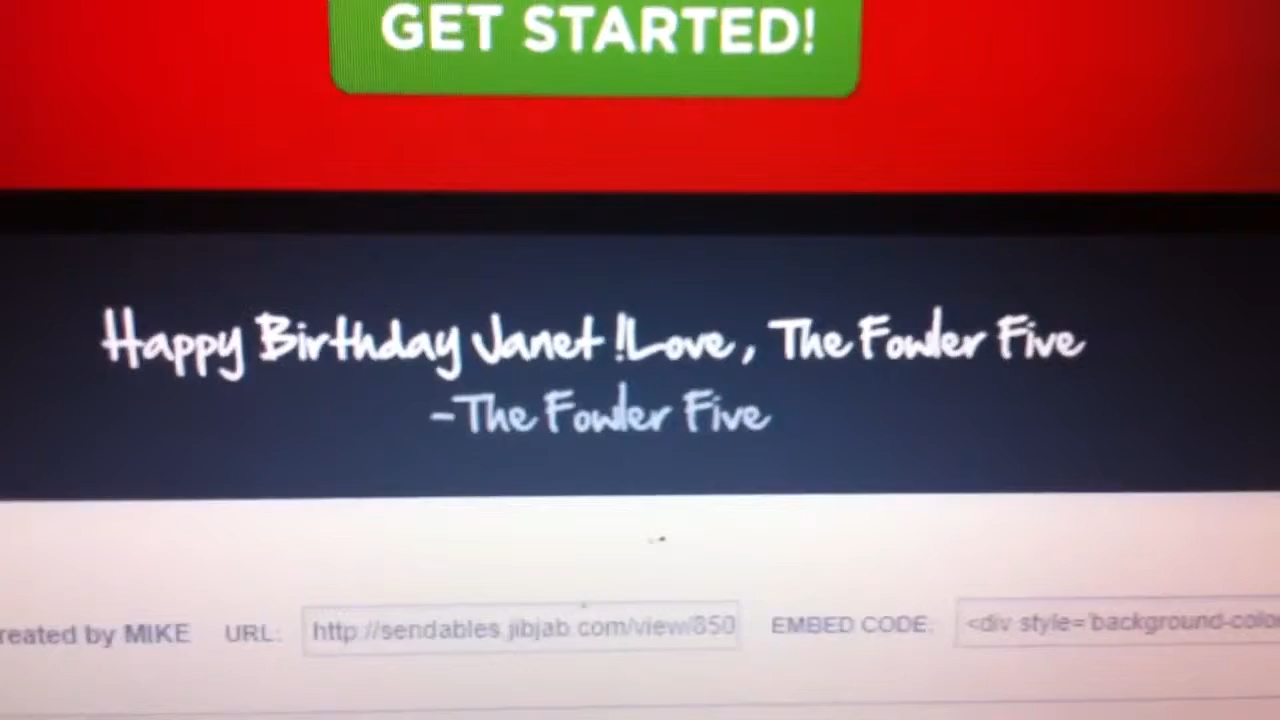 GET STARTED!
Happy Birthday Janet !Love, The Fowler Five
-The Fowler Five
reated by MIKE URL: http://sendables.jibjab.com/view/850 EMBED CODE: <div style='background-color